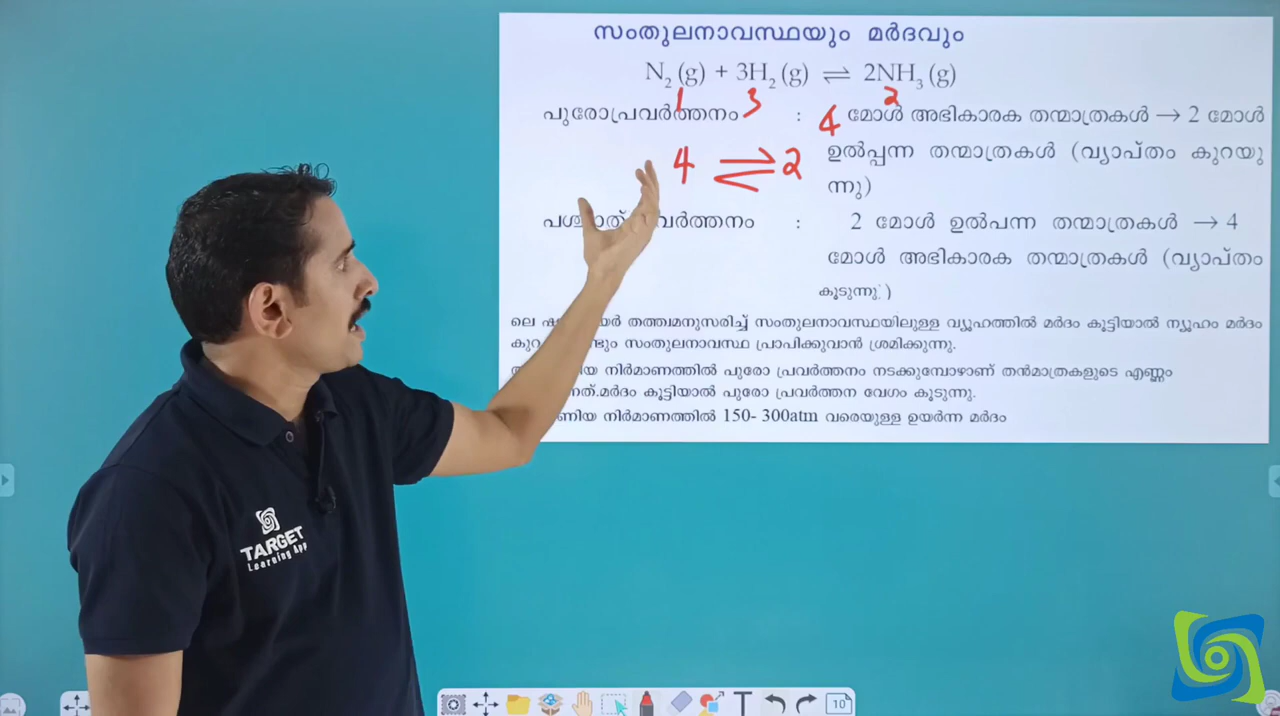 സംതുലനാവസ്ഥയും മർദവും
N₂(g) + 3H₂(g) ⇌ 2NH₃(g)
1 3 2
പുരോപ്രവർത്തനം : 4 മോൾ അഭികാരക തന്മാത്രകൾ → 2 മോൾ
4 ⇌ 2
ഉൽപ്പന്ന തന്മാത്രകൾ (വ്യാപ്തം കുറയു
ന്നു)
: 2 മോൾ ഉൽപന്ന തന്മാത്രകൾ → 4
മോൾ അഭികാരക തന്മാത്രകൾ (വ്യാപ്തം
കൂടുന്നു.)
ലെ തത്ത്വമനുസരിച്ച് സംതുലനാവസ്ഥയിലുള്ള വ്യൂഹത്തിൽ മർദം കൂട്ടിയാൽ ന്യൂഹം മർദം
സംതുലനാവസ്ഥ പ്രാപിക്കുവാൻ ശ്രമിക്കുന്നു.
നിർമാണത്തിൽ പുരോ പ്രവർത്തനം നടക്കുമ്പോഴാണ് തൻമാത്രകളുടെ എണ്ണം
മർദം കൂട്ടിയാൽ പുരോ പ്രവർത്തന വേഗം കൂടുന്നു.
നിർമാണത്തിൽ 150- 300atm വരെയുള്ള ഉയർന്ന മർദം
TARGET
Learning App
10